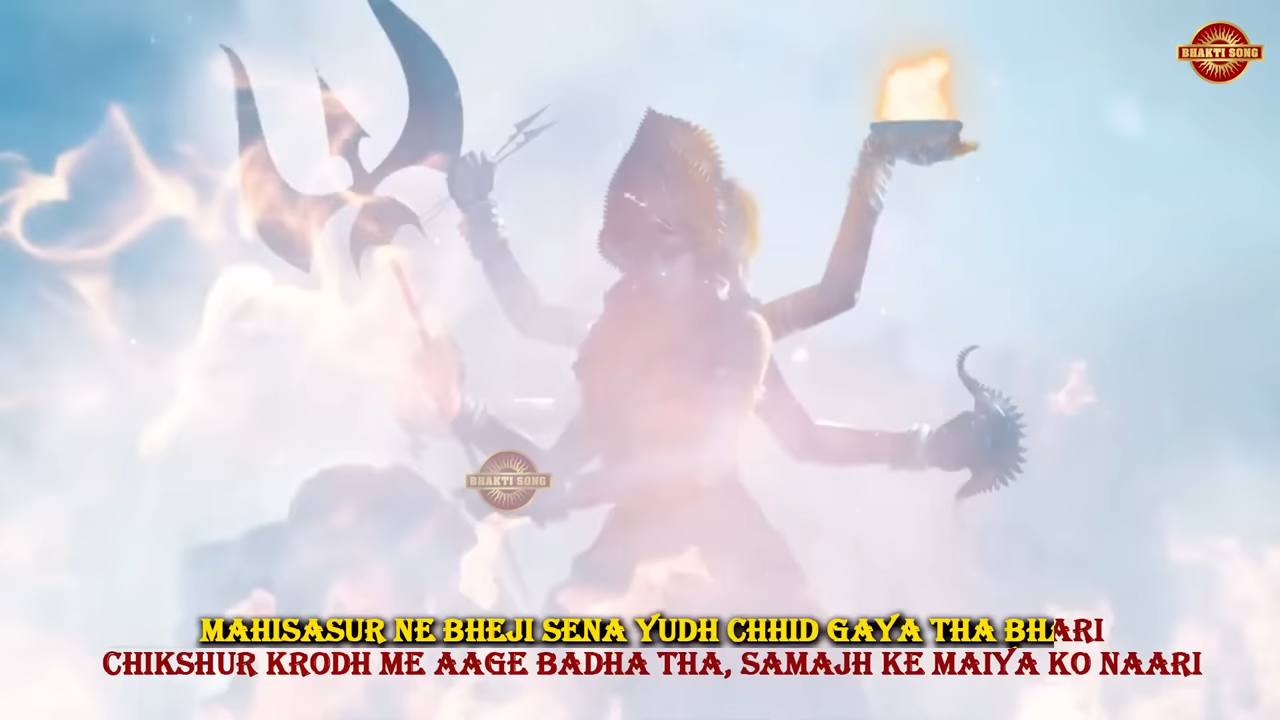 BHAKTI SONG
BHAKTI SONG
MAHISASUR NE BHEJI SENA YUDH CHHID GAYA THA BHARI
CHIKSHUR KRODH ME AAGE BADHA THA, SAMAJH KE MAIYA KO NAARI